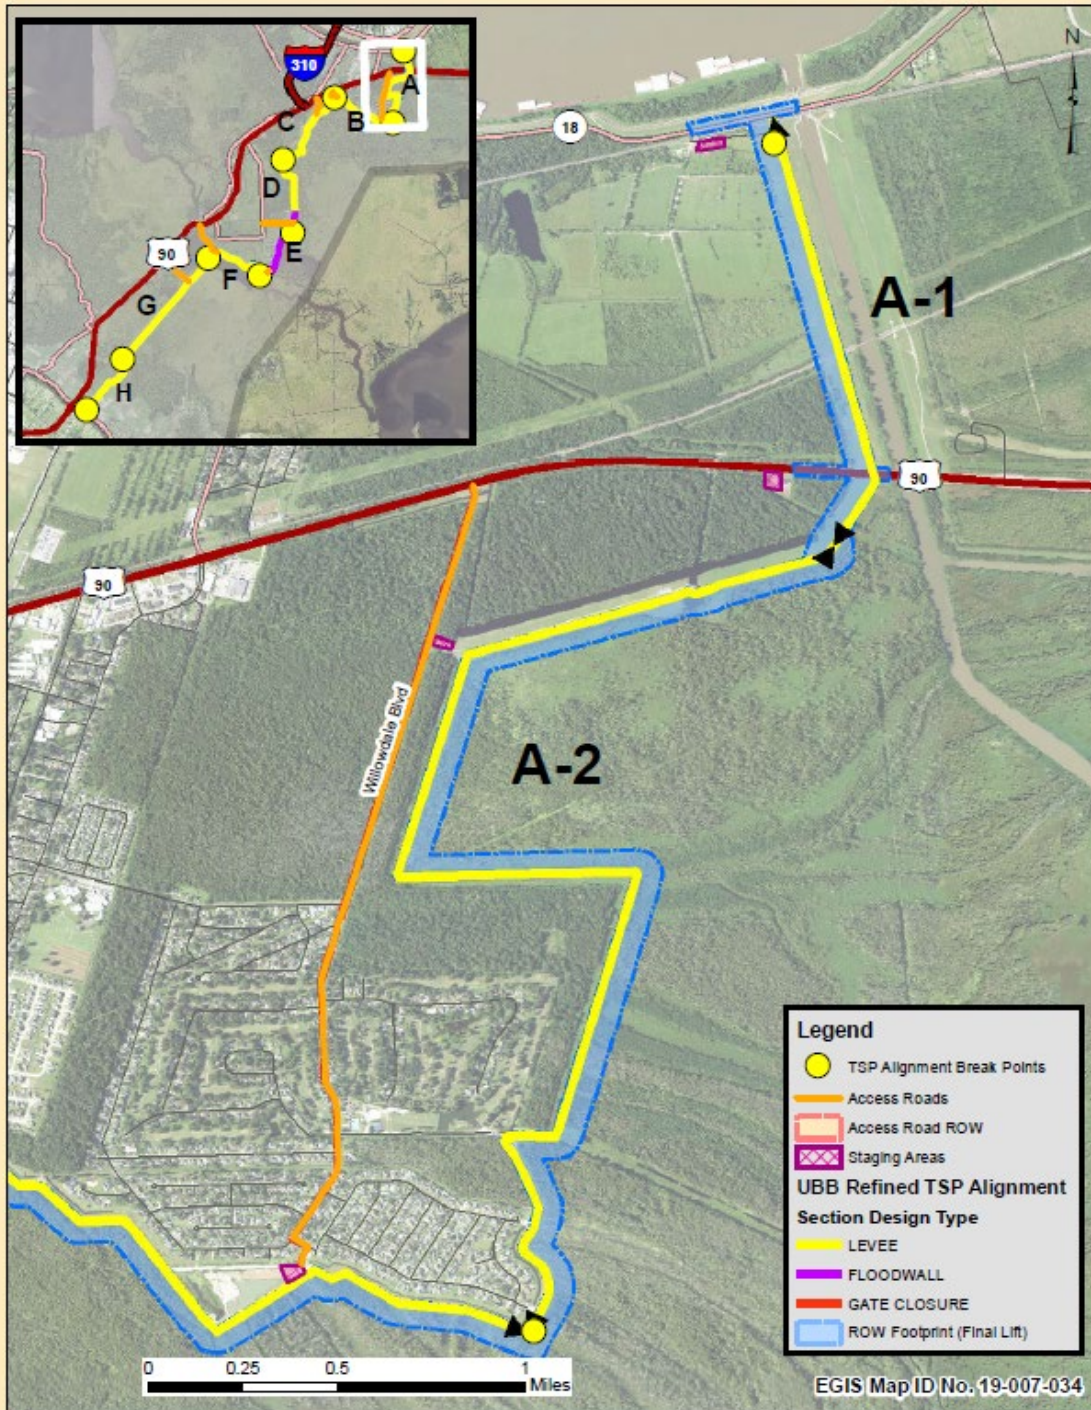 310
A
C
B
D
E
90
F
G
H
N
18
A-1
90
90
Willowdale Blvd
A-2
Legend
TSP Alignment Break Points
Access Roads
Access Road ROW
Staging Areas
UBB Refined TSP Alignment
Section Design Type
LEVEE
FLOODWALL
GATE CLOSURE
ROW Footprint (Final Lift)
0 0.25 0.5 1
Miles
EGIS Map ID No. 19-007-034